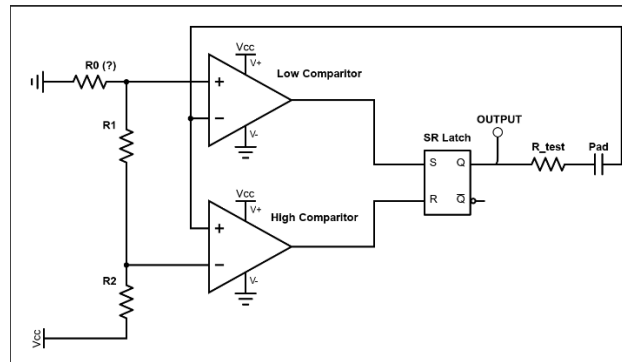 R0 (?)
Vcc
V+
Low Comparitor
+
−
V-
R1
OUTPUT
SR Latch
R_test
Pad
S Q
R Q̅
Vcc
V+
High Comparitor
+
−
V-
R2
Vcc